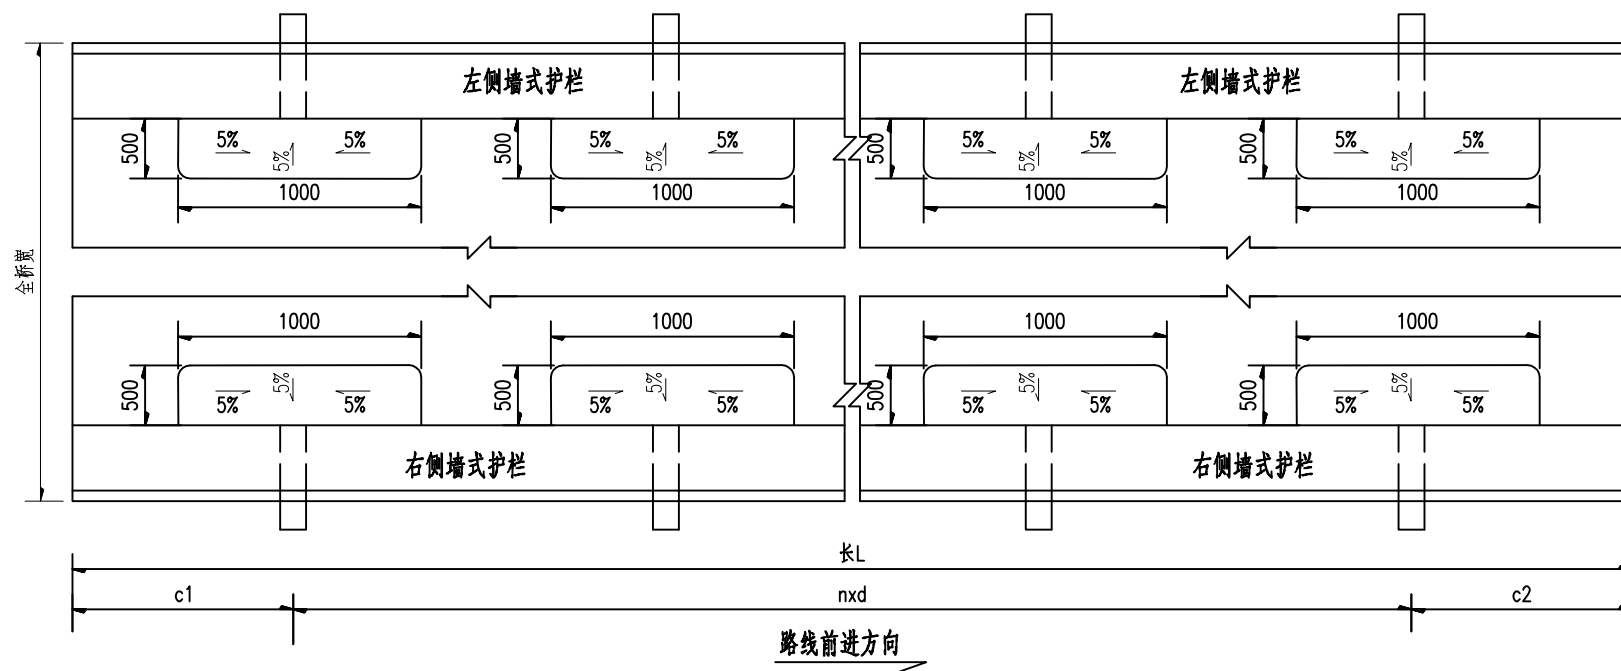 左侧墙式护栏 左侧墙式护栏
500 5% 5% 5% 500 5% 5% 5% 500 5% 5% 5% 500 5% 5% 5%
1000 1000 1000 1000
全桥宽
1000 1000 1000 1000
500 5% 5% 5% 500 5% 5% 5% 500 5% 5% 5% 500 5% 5% 5%
右侧墙式护栏 右侧墙式护栏
长L
c1 nxd c2
路线前进方向